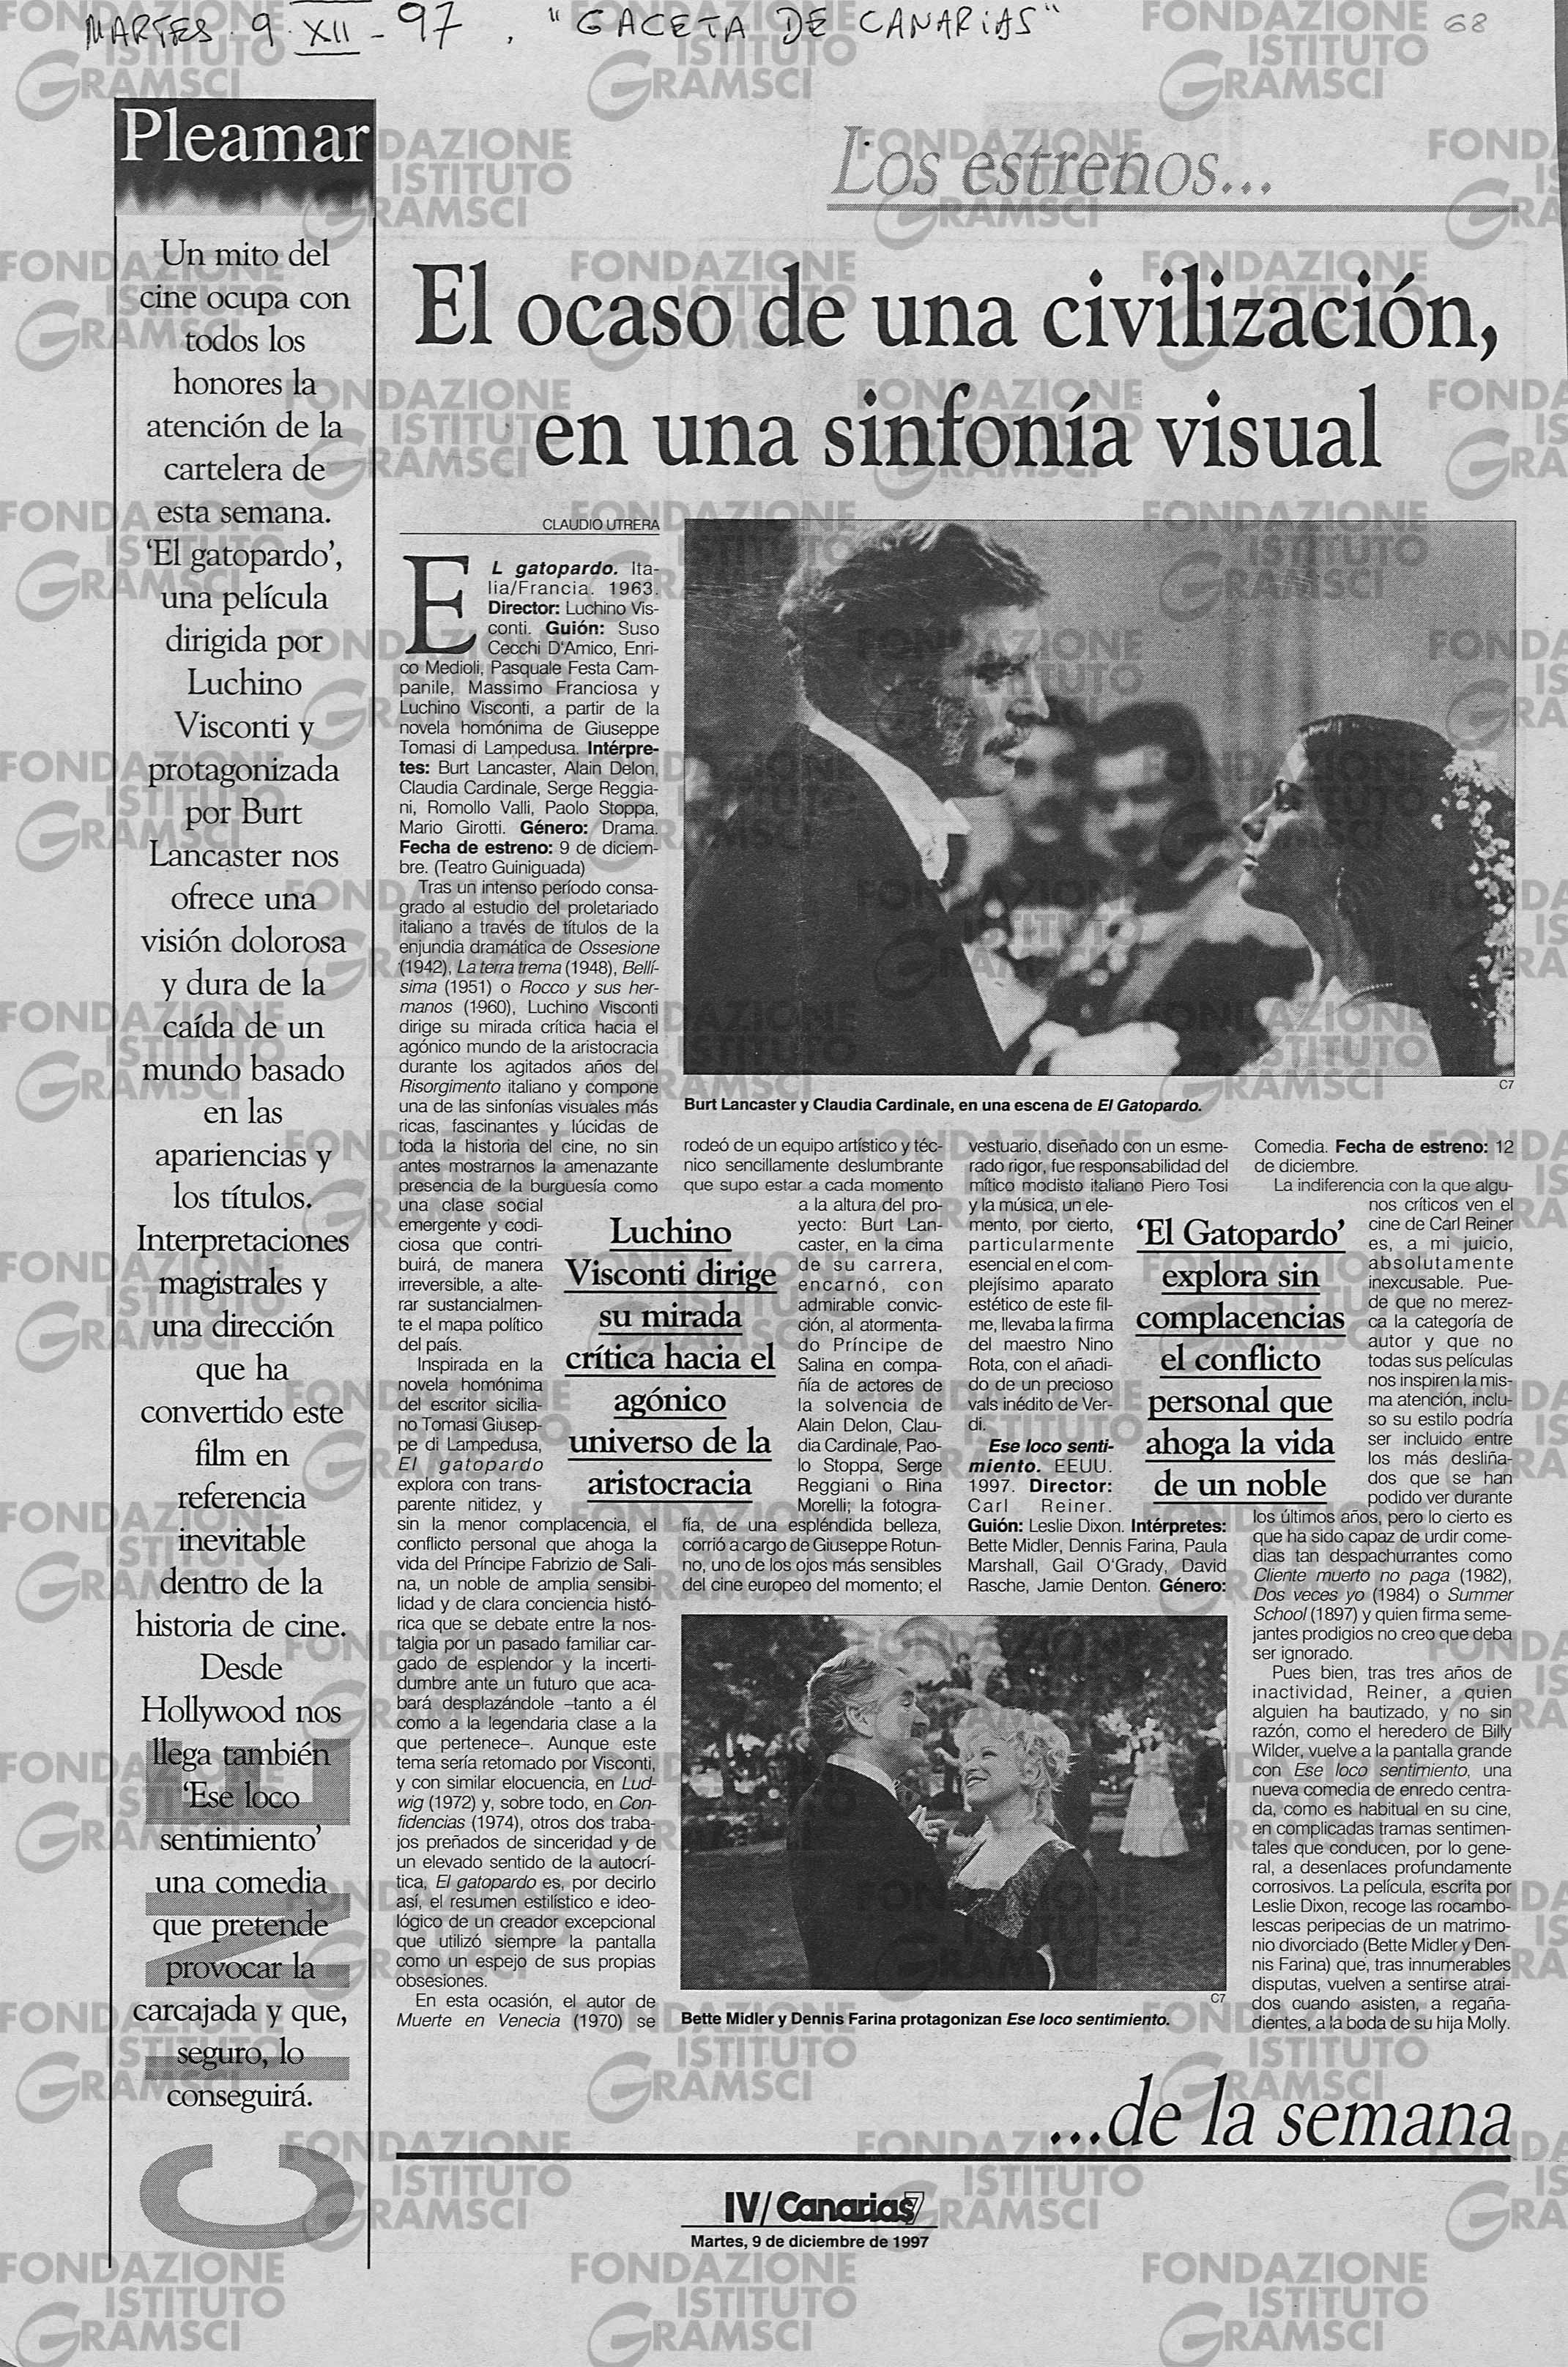 MARTES 9 XII - 97 . "GACETA DE CANARIAS" 68
Pleamar
Un mito del
cine ocupa con
todos los
honores la
atención de la
cartelera de
esta semana.
‘El gatopardo’,
una película
dirigida por
Luchino
Visconti y
protagonizada
por Burt
Lancaster nos
ofrece una
visión dolorosa
y dura de la
caída de un
mundo basado
en las
apariencias y
los títulos.
Interpretaciones
magistrales y
una dirección
que ha
convertido este
film en
referencia
inevitable
dentro de la
historia de cine.
Desde
Hollywood nos
llega también
‘Ese loco
sentimiento’
una comedia
que pretende
provocar la
carcajada y que,
seguro, lo
conseguirá.
CINE
Los estrenos...
El ocaso de una civilización,
en una sinfonía visual
CLAUDIO UTRERA
EL gatopardo. Ita-
lia/Francia. 1963.
Director: Luchino Vis-
conti. Guión: Suso
Cecchi D'Amico, Enri-
co Medioli, Pasquale Festa Cam-
panile, Massimo Franciosa y
Luchino Visconti, a partir de la
novela homónima de Giuseppe
Tomasi di Lampedusa. Intérpre-
tes: Burt Lancaster, Alain Delon,
Claudia Cardinale, Serge Reggia-
ni, Romollo Valli, Paolo Stoppa,
Mario Girotti. Género: Drama.
Fecha de estreno: 9 de diciem-
bre. (Teatro Guiniguada)
Tras un intenso período consa-
grado al estudio del proletariado
italiano a través de títulos de la
enjundia dramática de Ossesione
(1942), La terra trema (1948), Bellí-
sima (1951) o Rocco y sus her-
manos (1960), Luchino Visconti
dirige su mirada crítica hacia el
agónico mundo de la aristocracia
durante los agitados años del
Risorgimento italiano y compone
una de las sinfonías visuales más
ricas, fascinantes y lúcidas de
toda la historia del cine, no sin
antes mostrarnos la amenazante
presencia de la burguesía como
una clase social
emergente y codi-
ciosa que contri-
buirá, de manera
irreversible, a alte-
rar sustancialmen-
te el mapa político
del país.
Inspirada en la
novela homónima
del escritor sicilia-
no Tomasi Giusep-
pe di Lampedusa,
El gatopardo
explora con trans-
parente nitidez, y
sin la menor complacencia, el
conflicto personal que ahoga la
vida del Príncipe Fabrizio de Sali-
na, un noble de amplia sensibi-
lidad y de clara conciencia histó-
rica que se debate entre la nos-
talgia por un pasado familiar car-
gado de esplendor y la incerti-
dumbre ante un futuro que aca-
bará desplazándole –tanto a él
como a la legendaria clase a la
que pertenece–. Aunque este
tema sería retomado por Visconti,
y con similar elocuencia, en Lud-
wig (1972) y, sobre todo, en Con-
fidencias (1974), otros dos traba-
jos preñados de sinceridad y de
un elevado sentido de la autocrí-
tica, El gatopardo es, por decirlo
así, el resumen estilístico e ideo-
lógico de un creador excepcional
que utilizó siempre la pantalla
como un espejo de sus propias
obsesiones.
En esta ocasión, el autor de
Muerte en Venecia (1970) se
C7
Burt Lancaster y Claudia Cardinale, en una escena de El Gatopardo.
rodeó de un equipo artístico y téc-
nico sencillamente deslumbrante
que supo estar a cada momento
a la altura del pro-
yecto: Burt Lan-
caster, en la cima
de su carrera,
encarnó, con
admirable convic-
ción, al atormenta-
do Príncipe de
Salina en compa-
ñía de actores de
la solvencia de
Alain Delon, Clau-
dia Cardinale, Pao-
lo Stoppa, Serge
Reggiani o Rina
Morelli; la fotogra-
fía, de una espléndida belleza,
corrió a cargo de Giuseppe Rotun-
no, uno de los ojos más sensibles
del cine europeo del momento; el
Luchino
Visconti dirige
su mirada
crítica hacia el
agónico
universo de la
aristocracia
vestuario, diseñado con un esme-
rado rigor, fue responsabilidad del
mítico modisto italiano Piero Tosi
y la música, un ele-
mento, por cierto,
particularmente
esencial en el com-
plejísimo aparato
estético de este fil-
me, llevaba la firma
del maestro Nino
Rota, con el añadi-
do de un precioso
vals inédito de Ver-
di.
Ese loco senti-
miento. EEUU.
1997. Director:
Carl Reiner.
Guión: Leslie Dixon. Intérpretes:
Bette Midler, Dennis Farina, Paula
Marshall, Gail O'Grady, David
Rasche, Jamie Denton. Género:
‘El Gatopardo’
explora sin
complacencias
el conflicto
personal que
ahoga la vida
de un noble
Comedia. Fecha de estreno: 12
de diciembre.
La indiferencia con la que algu-
nos críticos ven el
cine de Carl Reiner
es, a mi juicio,
absolutamente
inexcusable. Pue-
de que no merez-
ca la categoría de
autor y que no
todas sus películas
nos inspiren la mis-
ma atención, inclu-
so su estilo podría
ser incluido entre
los más desliña-
dos que se han
podido ver durante
los últimos años, pero lo cierto es
que ha sido capaz de urdir come-
dias tan despachurrantes como
Cliente muerto no paga (1982),
Dos veces yo (1984) o Summer
School (1897) y quien firma seme-
jantes prodigios no creo que deba
ser ignorado.
Pues bien, tras tres años de
inactividad, Reiner, a quien
alguien ha bautizado, y no sin
razón, como el heredero de Billy
Wilder, vuelve a la pantalla grande
con Ese loco sentimiento, una
nueva comedia de enredo centra-
da, como es habitual en su cine,
en complicadas tramas sentimen-
tales que conducen, por lo gene-
ral, a desenlaces profundamente
corrosivos. La película, escrita por
Leslie Dixon, recoge las rocambo-
lescas peripecias de un matrimo-
nio divorciado (Bette Midler y Den-
nis Farina) que, tras innumerables
disputas, vuelven a sentirse atraí-
dos cuando asisten, a regaña-
dientes, a la boda de su hija Molly.
C7
Bette Midler y Dennis Farina protagonizan Ese loco sentimiento.
...de la semana
IV/Canarias7
Martes, 9 de diciembre de 1997
FONDAZIONE
ISTITUTO
GRAMSCI